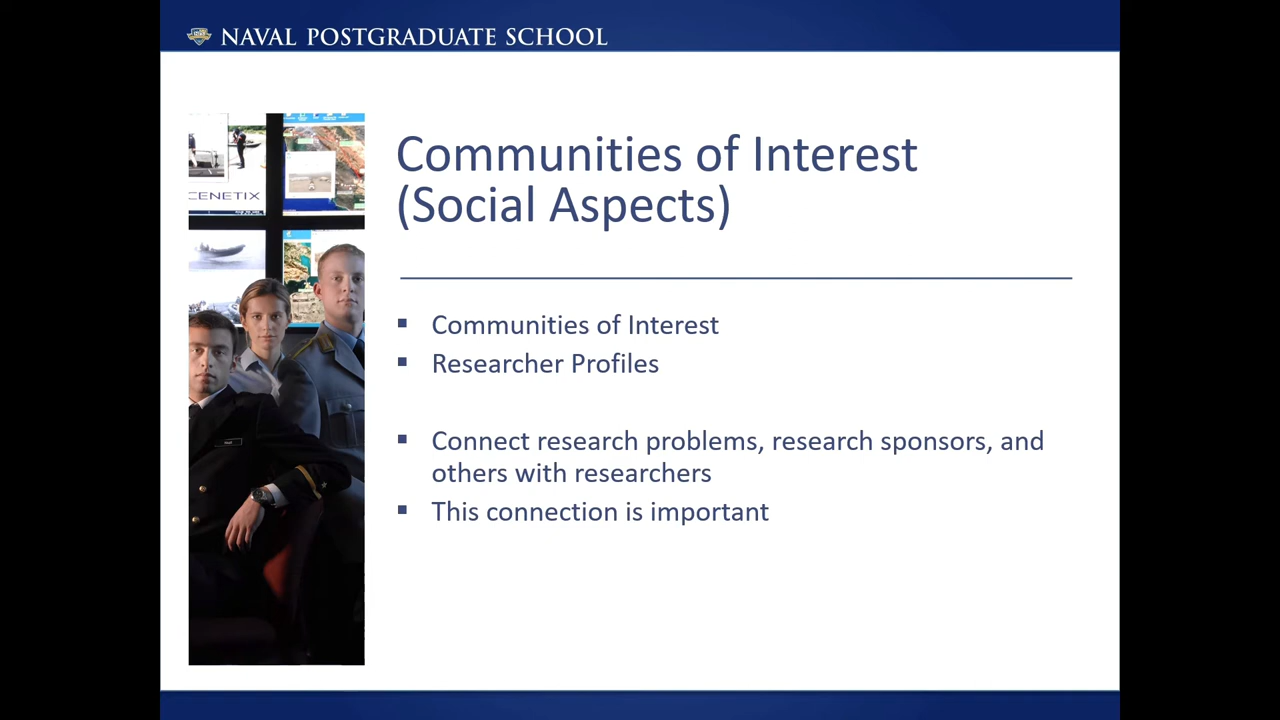 NAVAL POSTGRADUATE SCHOOL
CENETIX
Communities of Interest
(Social Aspects)
▪ Communities of Interest
▪ Researcher Profiles
▪ Connect research problems, research sponsors, and
others with researchers
▪ This connection is important